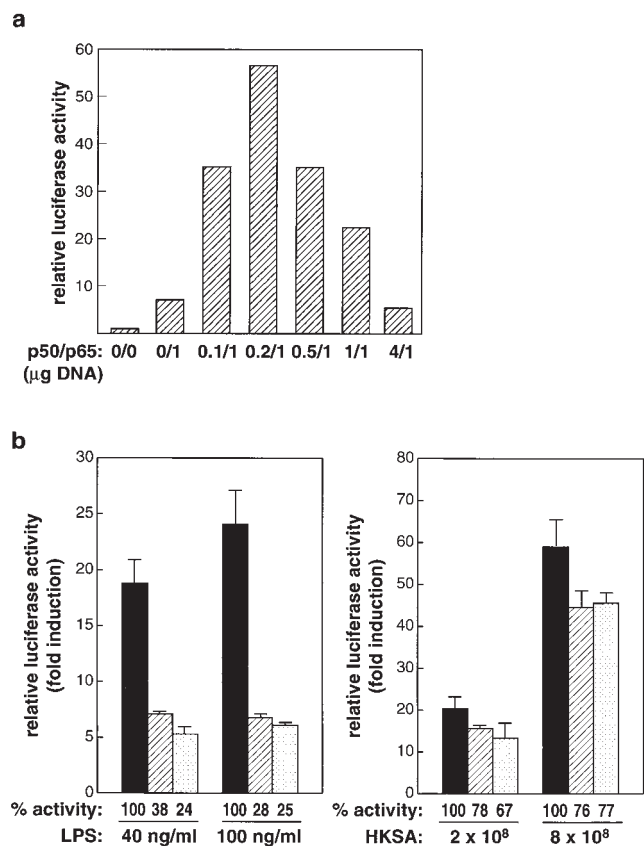 a
60
50
40
30
20
10
relative luciferase activity
p50/p65: 0/0 0/1 0.1/1 0.2/1 0.5/1 1/1 4/1
(μg DNA)
b
30
25
20
15
10
5
0
relative luciferase activity
(fold induction)
% activity: 100 38 24 100 28 25
LPS: 40 ng/ml 100 ng/ml
80
70
60
50
40
30
20
10
0
relative luciferase activity
(fold induction)
% activity: 100 78 67 100 76 77
HKSA: 2 x 10⁸ 8 x 10⁸